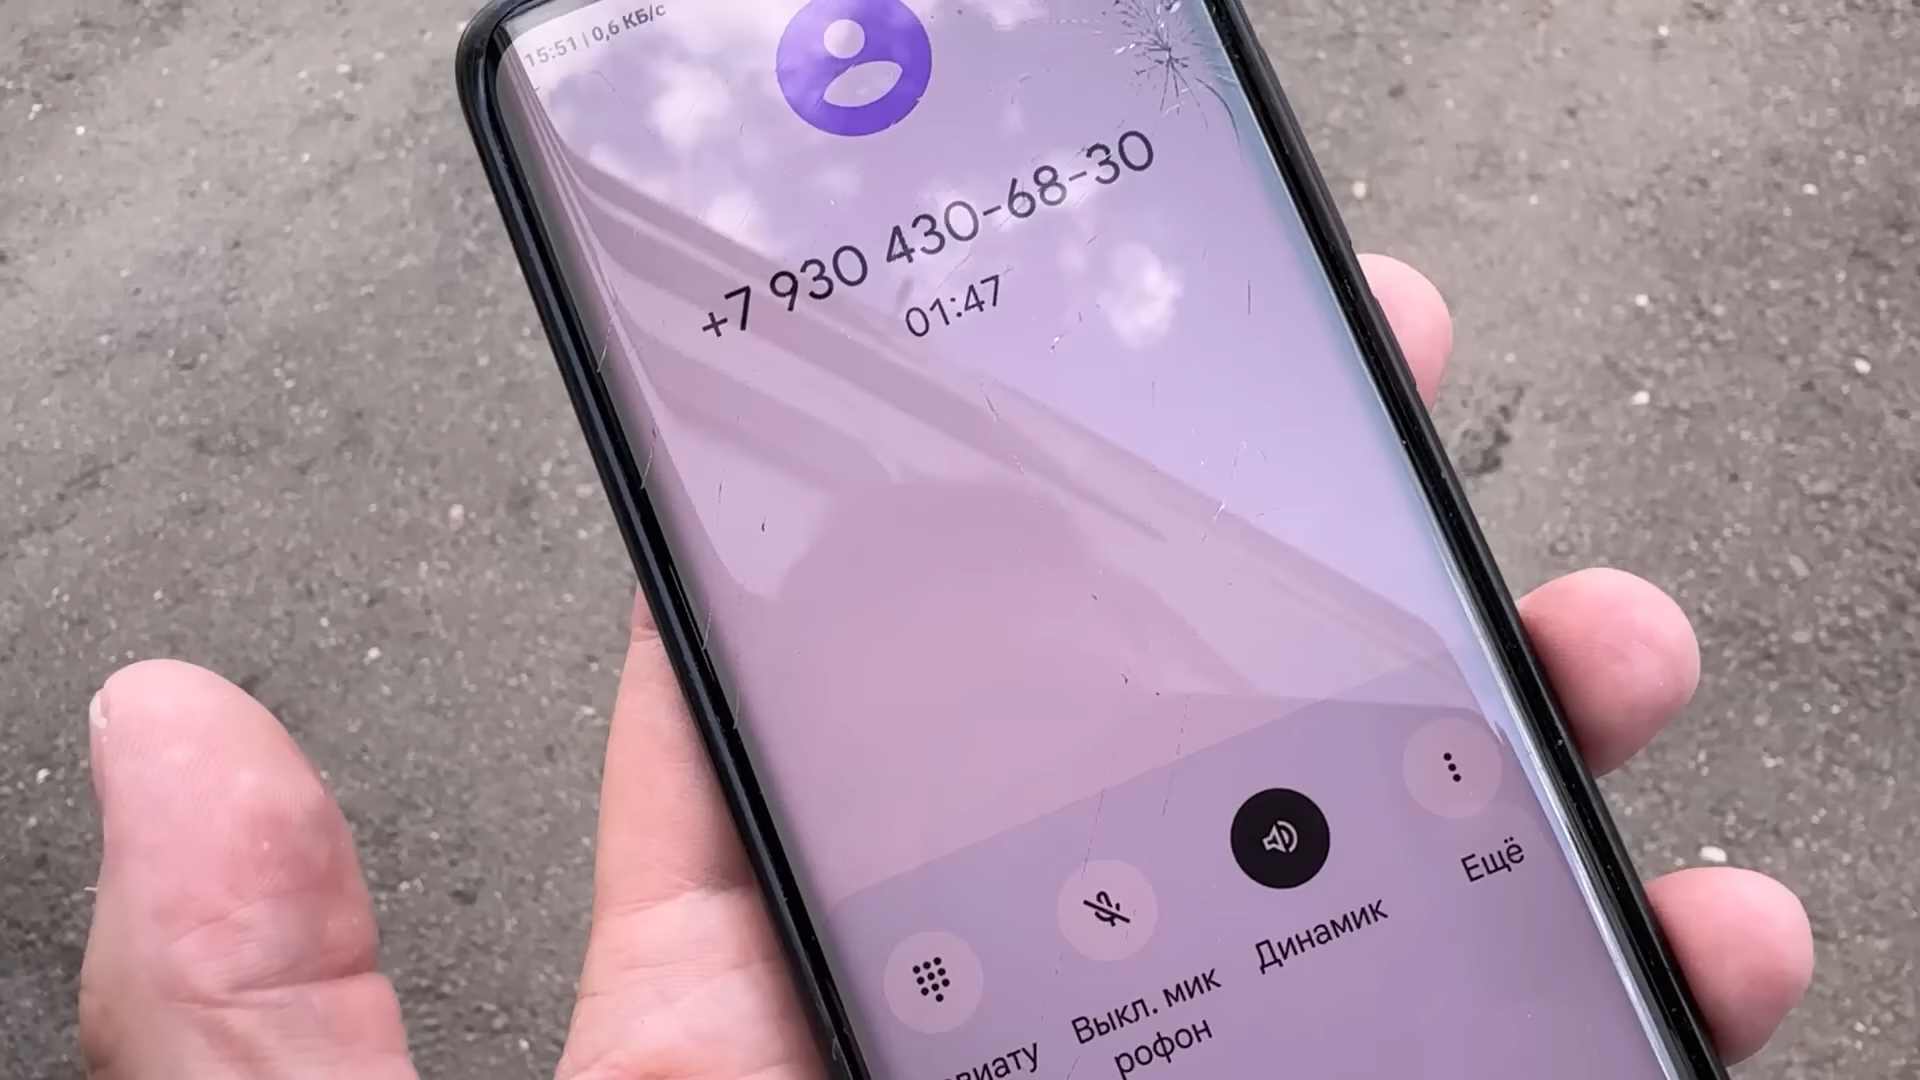 15:51 | 0,6 КБ/с
+7 930 430-68-30
01:47
Ещё
Динамик
Выкл. мик
рофон